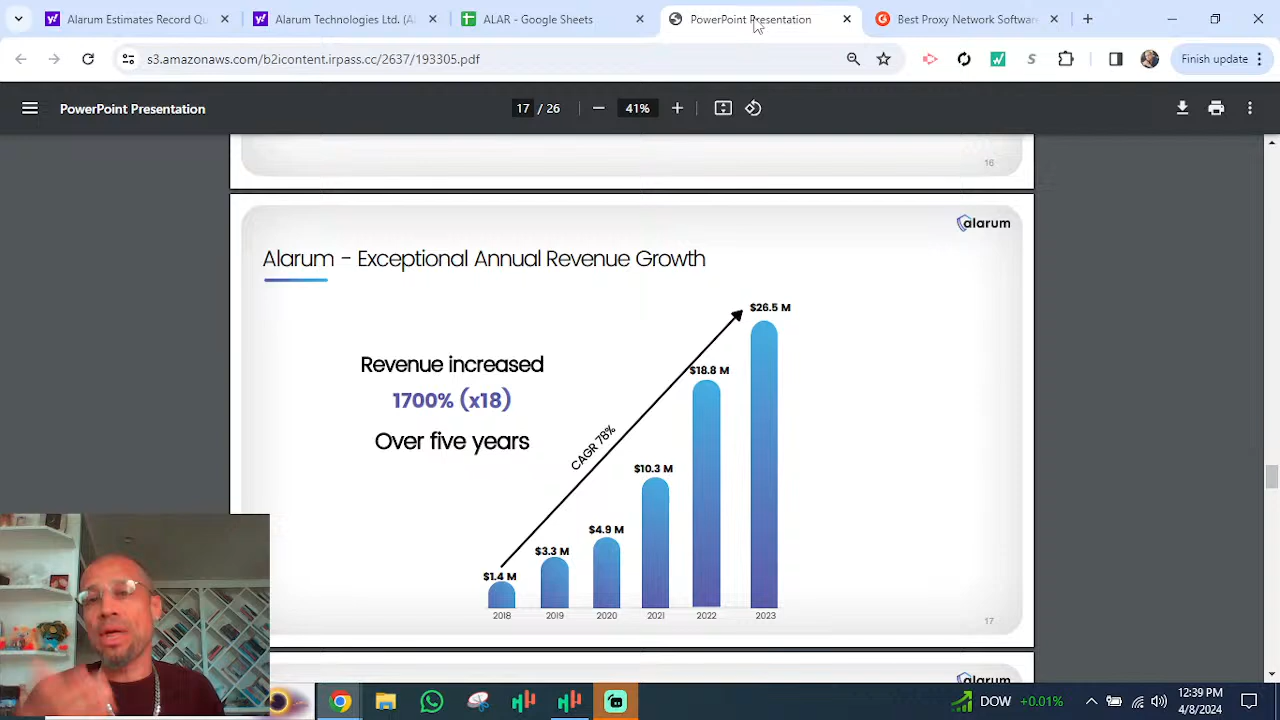 Alarum Estimates Record Qu
Alarum Technologies Ltd. (A
ALAR - Google Sheets
PowerPoint Presentation
Best Proxy Network Softwar
s3.amazonaws.com/b2icontent.irpass.cc/2637/193305.pdf
Finish update
PowerPoint Presentation
17 / 26
41%
16
alarum
Alarum - Exceptional Annual Revenue Growth
$26.5 M
Revenue increased
$18.8 M
1700% (x18)
Over five years
CAGR 78%
$10.3 M
$4.9 M
$3.3 M
$1.4 M
2018 2019 2020 2021 2022 2023
17
alarum
DOW +0.01%
12:39 PM
4/8/2024